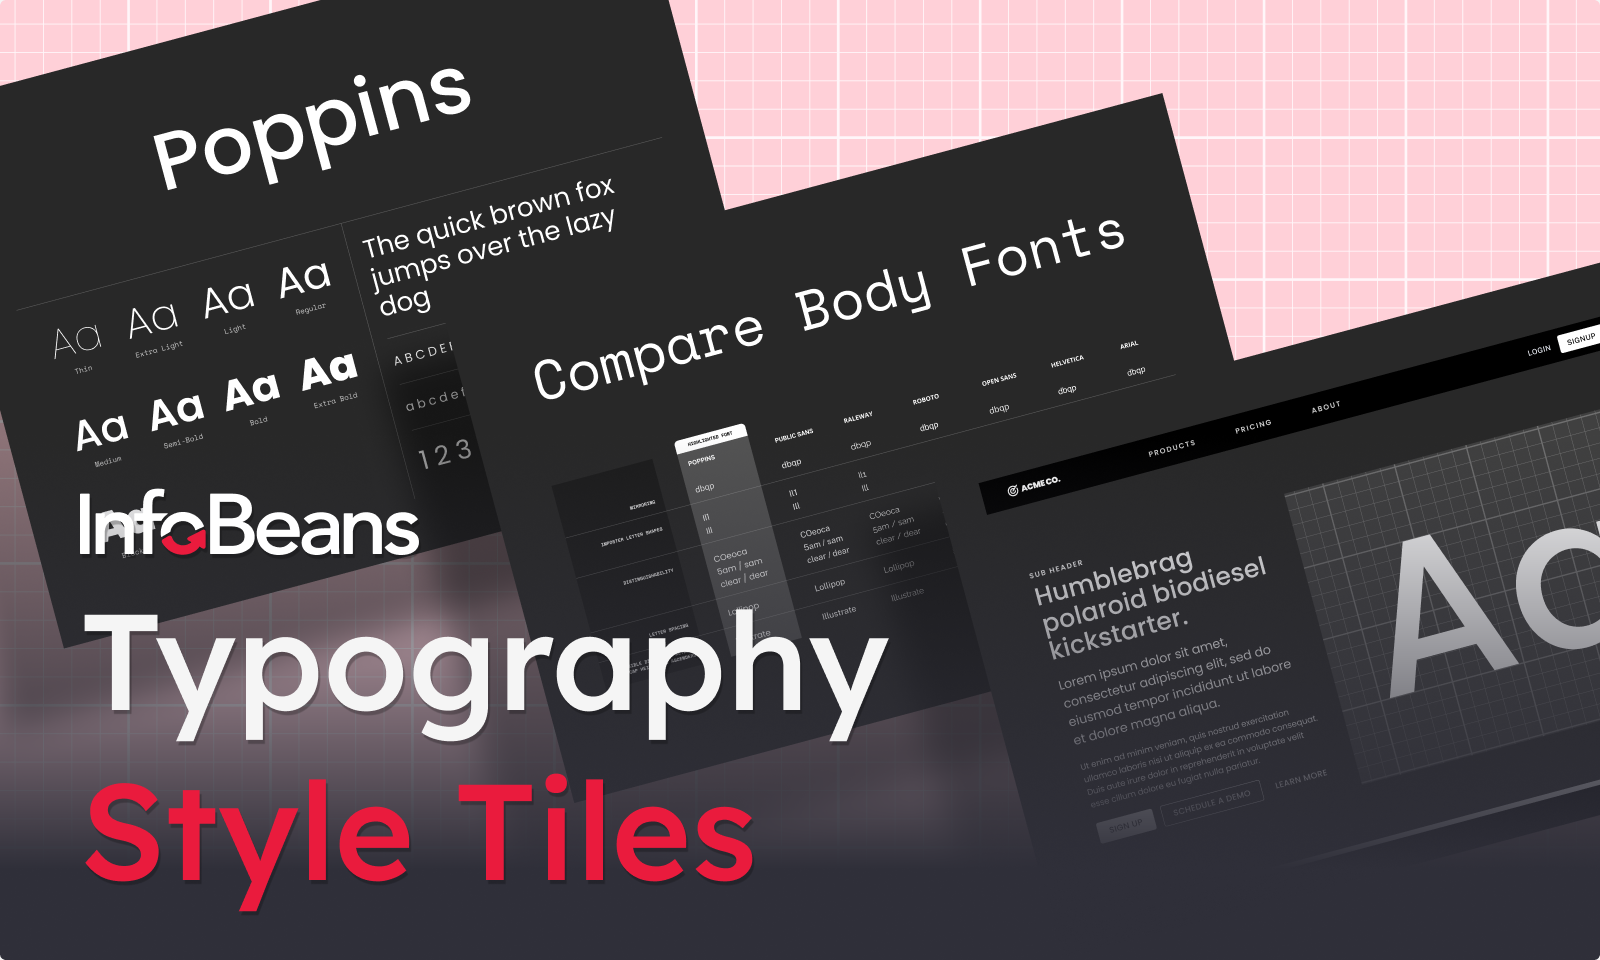 Poppins
The quick brown fox
jumps over the lazy
dog
Aa
Thin
Aa
Extra Light
Aa
Light
Aa
Regular
Aa
Medium
Aa
Semi-Bold
Aa
Bold
Aa
Extra Bold
Aa
ABCDE
abcdef
123
Compare Body Fonts
HIGHLIGHTED FONT
POPPINS
PUBLIC SANS
RALEWAY
ROBOTO
OPEN SANS
HELVETICA
ARIAL
MIRRORING
dbqp
dbqp
dbqp
dbqp
dbqp
dbqp
dbqp
IMPOSTER LETTER SHAPES
Il1
Il1
Il1
lll
lll
lll
DISTINGUISHABILITY
COeoca
5am / sam
clear / dear
COeoca
5am / sam
clear / dear
COeoca
5am / sam
clear / dear
LETTER SPACING
Lollipop
Lollipop
Lollipop
Illustrate
Illustrate
ACME CO.
PRODUCTS
PRICING
ABOUT
LOGIN
SIGNUP
SUB HEADER
Humblebrag
polaroid biodiesel
kickstarter.
Lorem ipsum dolor sit amet,
consectetur adipiscing elit, sed do
eiusmod tempor incididunt ut labore
et dolore magna aliqua.
Ut enim ad minim veniam, quis nostrud exercitation
ullamco laboris nisi ut aliquip ex ea commodo consequat.
Duis aute irure dolor in reprehenderit in voluptate velit
esse cillum dolore eu fugiat nulla pariatur.
SIGN UP
SCHEDULE A DEMO
LEARN MORE
Ac
InfoBeans
Typography
Style Tiles